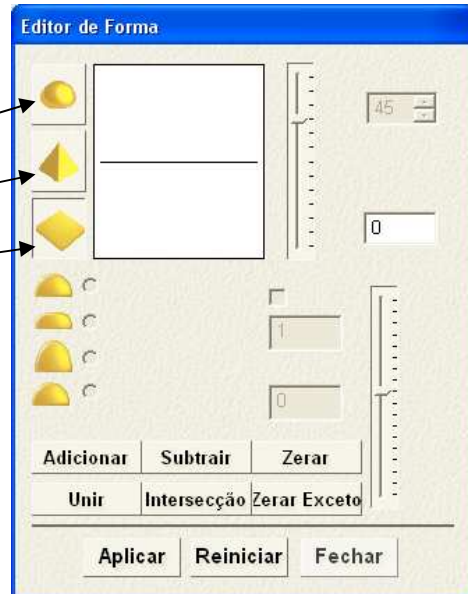 Editor de Forma
45
0
1
0
Adicionar Subtrair Zerar
Unir Intersecção Zerar Exceto
Aplicar Reiniciar Fechar